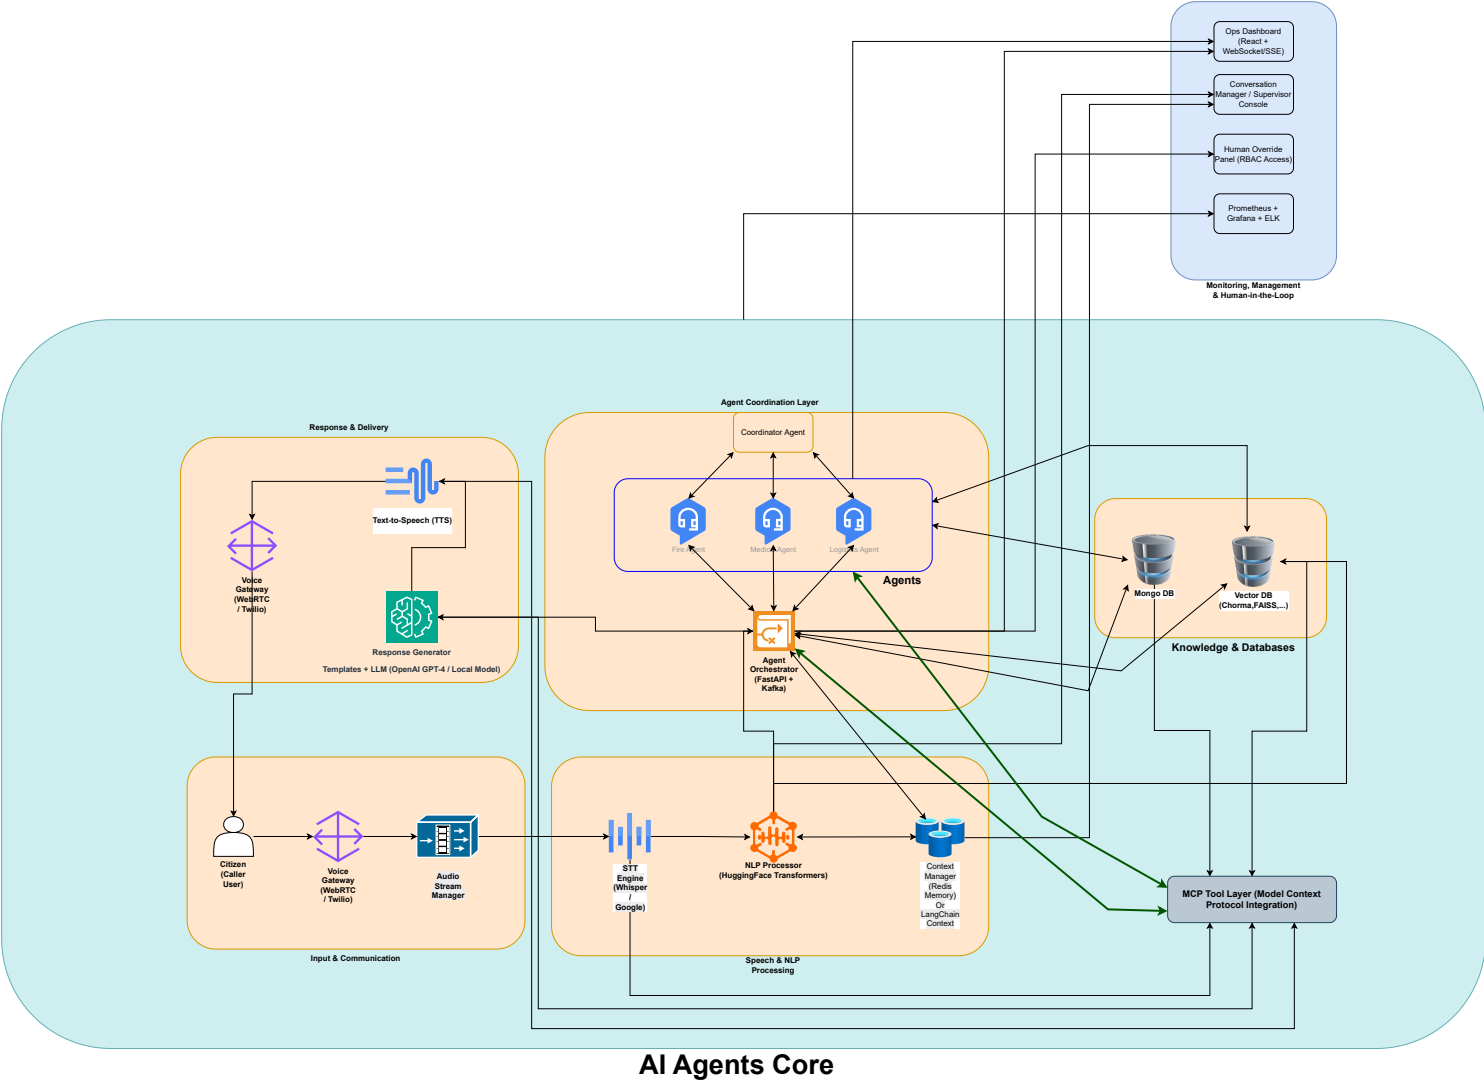 Ops Dashboard
(React +
WebSocket/SSE)
Conversation
Manager / Supervisor
Console
Human Override
Panel (RBAC Access)
Prometheus +
Grafana + ELK
Monitoring, Management
& Human-in-the-Loop
Agent Coordination Layer
Coordinator Agent
Fire Agent
Medical Agent
Logistics Agent
Agents
Agent
Orchestrator
(FastAPI +
Kafka)
Response & Delivery
Text-to-Speech (TTS)
Voice
Gateway
(WebRTC
/ Twilio)
Response Generator
Templates + LLM (OpenAI GPT-4 / Local Model)
Mongo DB
Vector DB
(Chorma,FAISS,...)
Knowledge & Databases
Citizen
(Caller
User)
Voice
Gateway
(WebRTC
/ Twilio)
Audio
Stream
Manager
Input & Communication
STT
Engine
(Whisper
/
Google)
NLP Processor
(HuggingFace Transformers)
Context
Manager
(Redis
Memory)
Or
LangChain
Context
Speech & NLP
Processing
MCP Tool Layer (Model Context
Protocol Integration)
AI Agents Core